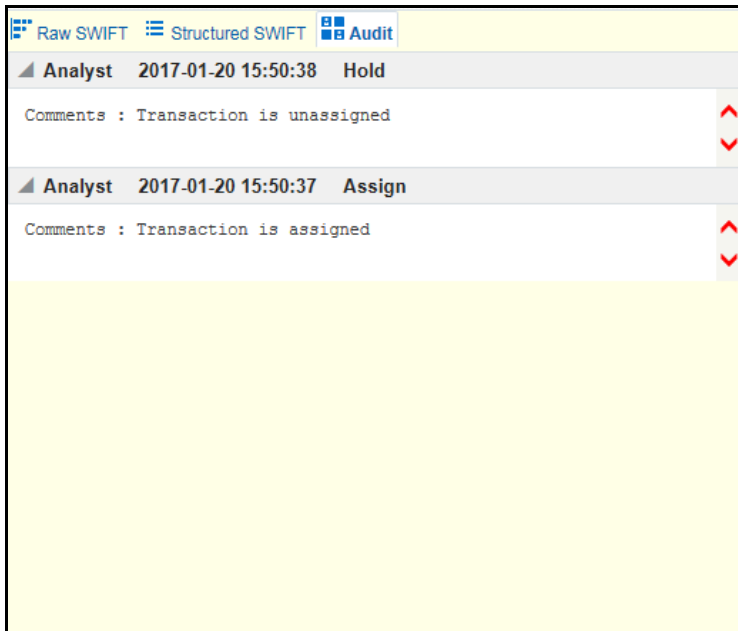 Raw SWIFT Structured SWIFT Audit
Analyst 2017-01-20 15:50:38 Hold
Comments : Transaction is unassigned
Analyst 2017-01-20 15:50:37 Assign
Comments : Transaction is assigned